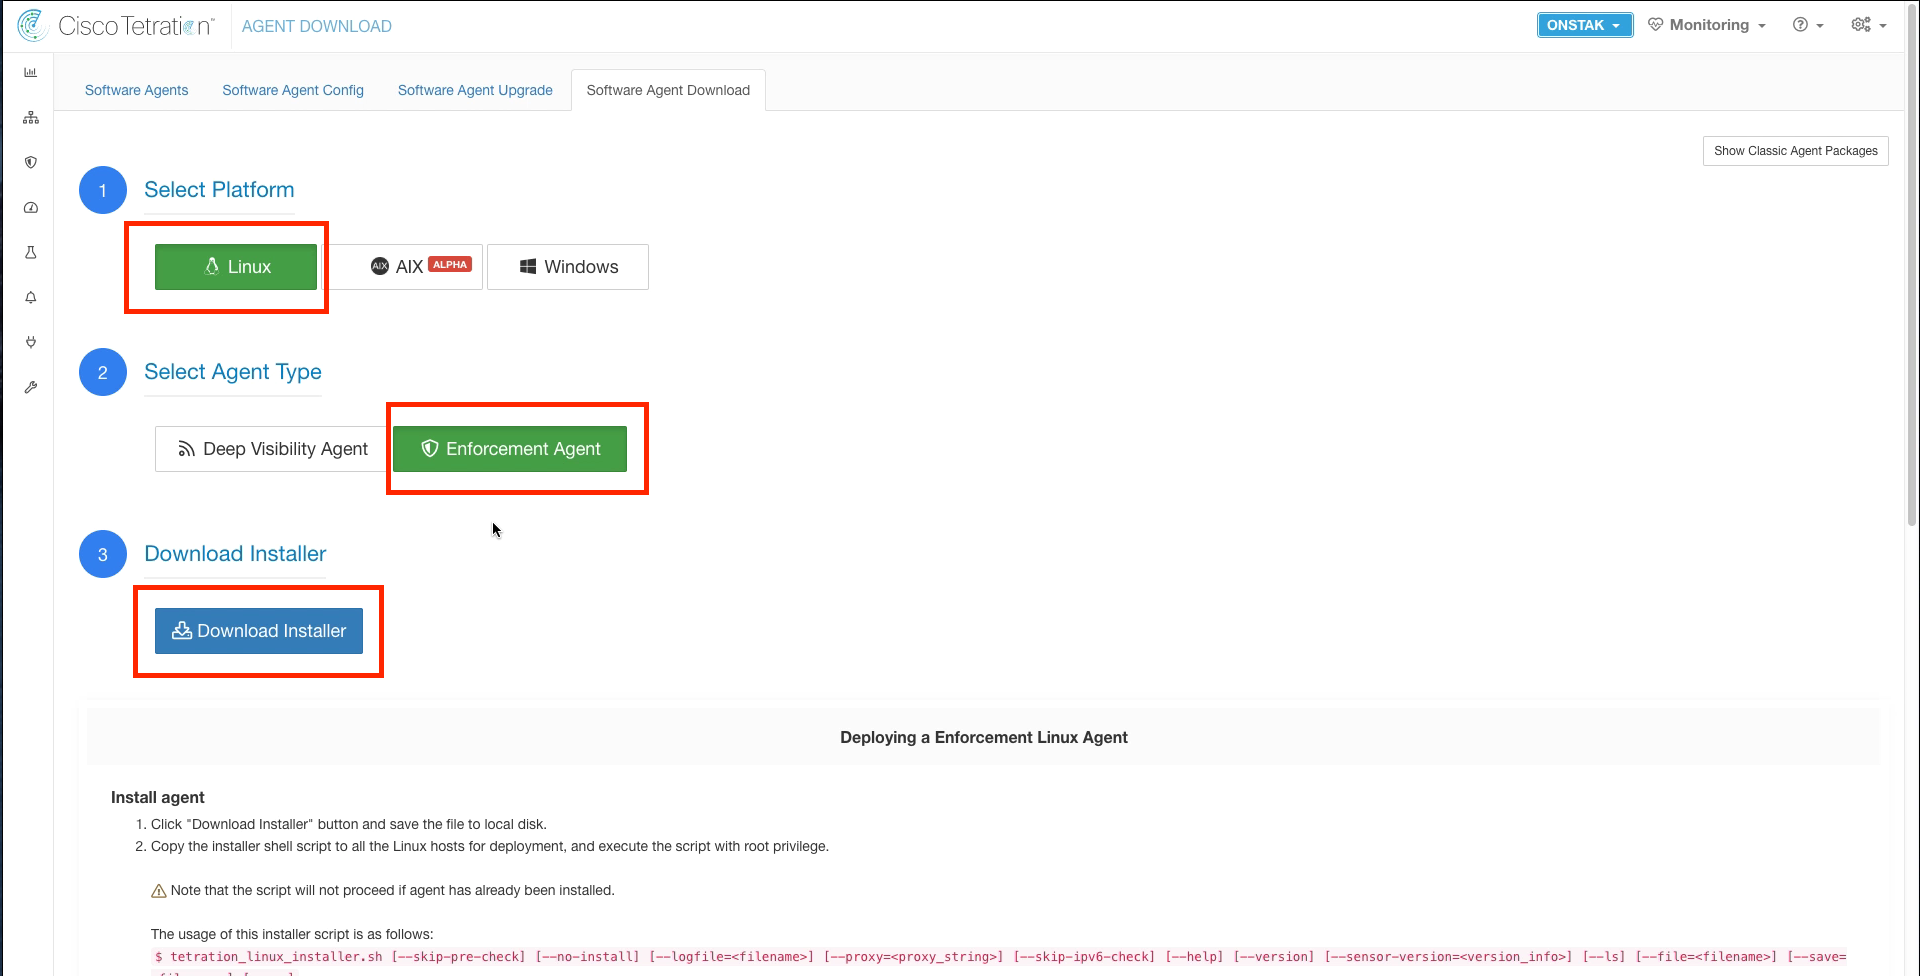 Cisco Tetration™
AGENT DOWNLOAD
ONSTAK
Monitoring
Software Agents
Software Agent Config
Software Agent Upgrade
Software Agent Download
Show Classic Agent Packages
1
Select Platform
Linux
AIX AIX ALPHA
Windows
2
Select Agent Type
Deep Visibility Agent
Enforcement Agent
3
Download Installer
Download Installer
Deploying a Enforcement Linux Agent
Install agent
1. Click "Download Installer" button and save the file to local disk.
2. Copy the installer shell script to all the Linux hosts for deployment, and execute the script with root privilege.
Note that the script will not proceed if agent has already been installed.
The usage of this installer script is as follows:
$ tetration_linux_installer.sh [--skip-pre-check] [--no-install] [--logfile=<filename>] [--proxy=<proxy_string>] [--skip-ipv6-check] [--help] [--version] [--sensor-version=<version_info>] [--ls] [--file=<filename>] [--save=